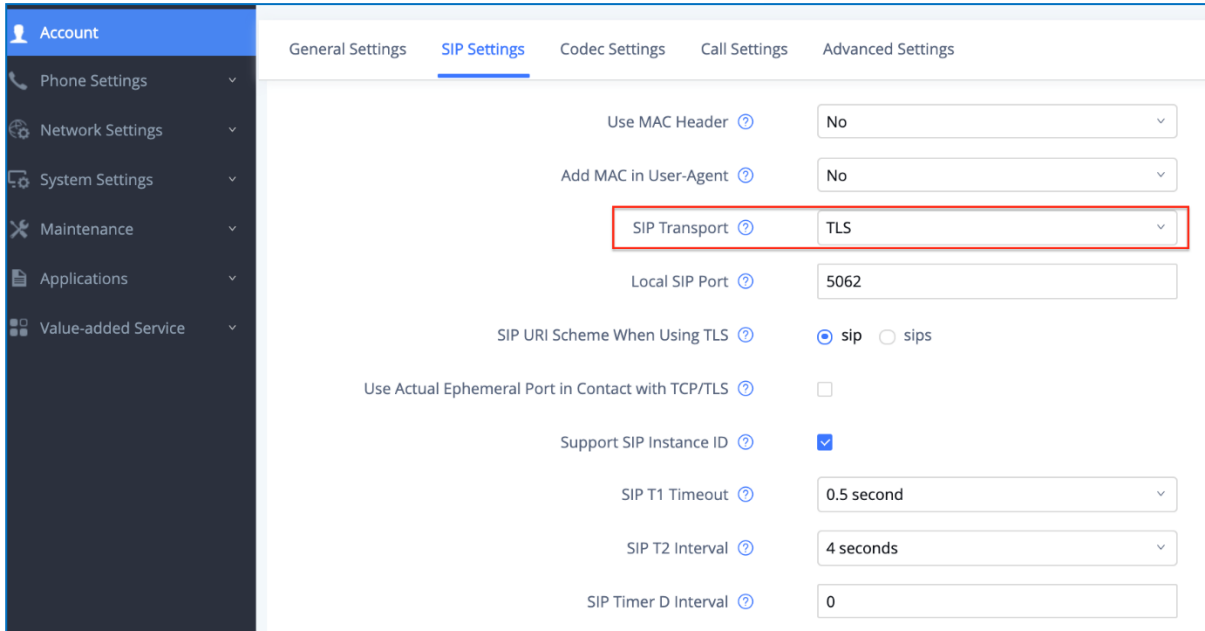 Account
Phone Settings
Network Settings
System Settings
Maintenance
Applications
Value-added Service
General Settings SIP Settings Codec Settings Call Settings Advanced Settings
Use MAC Header No
Add MAC in User-Agent No
SIP Transport TLS
Local SIP Port 5062
SIP URI Scheme When Using TLS sip sips
Use Actual Ephemeral Port in Contact with TCP/TLS
Support SIP Instance ID
SIP T1 Timeout 0.5 second
SIP T2 Interval 4 seconds
SIP Timer D Interval 0